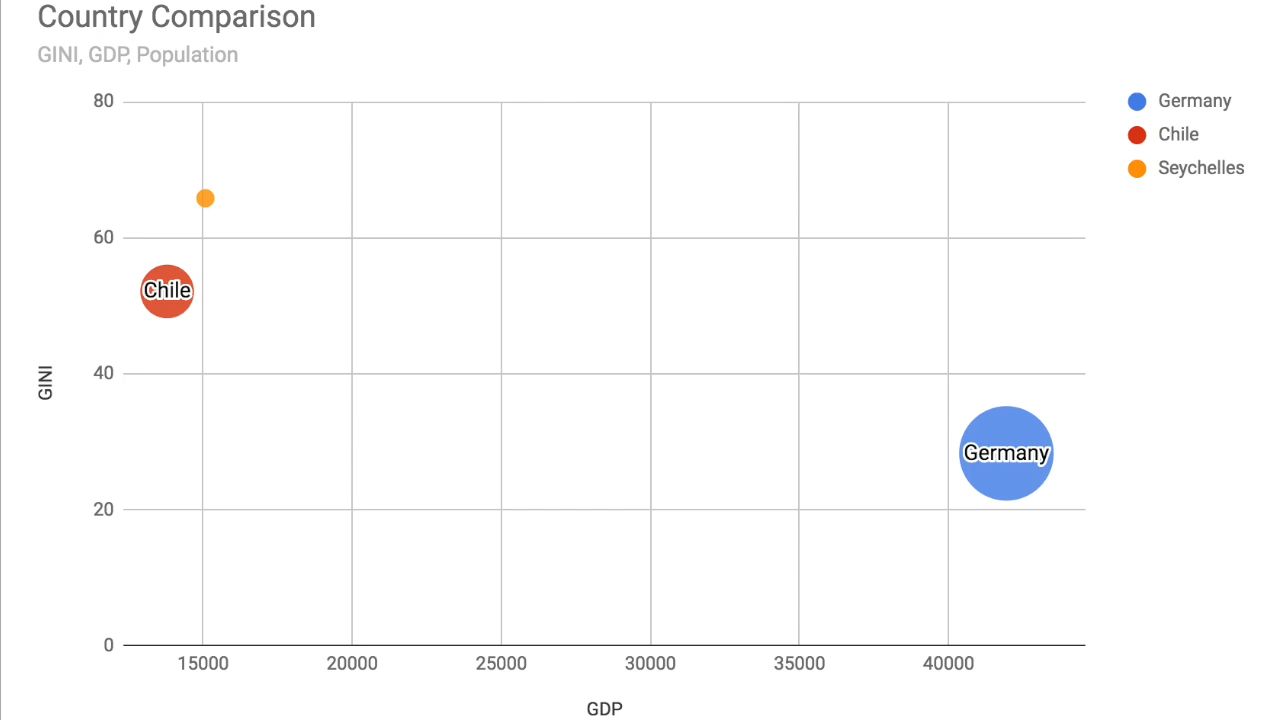 Country Comparison
GINI, GDP, Population
80
60
40
20
0
GINI
Chile
Germany
15000 20000 25000 30000 35000 40000
GDP
Germany
Chile
Seychelles